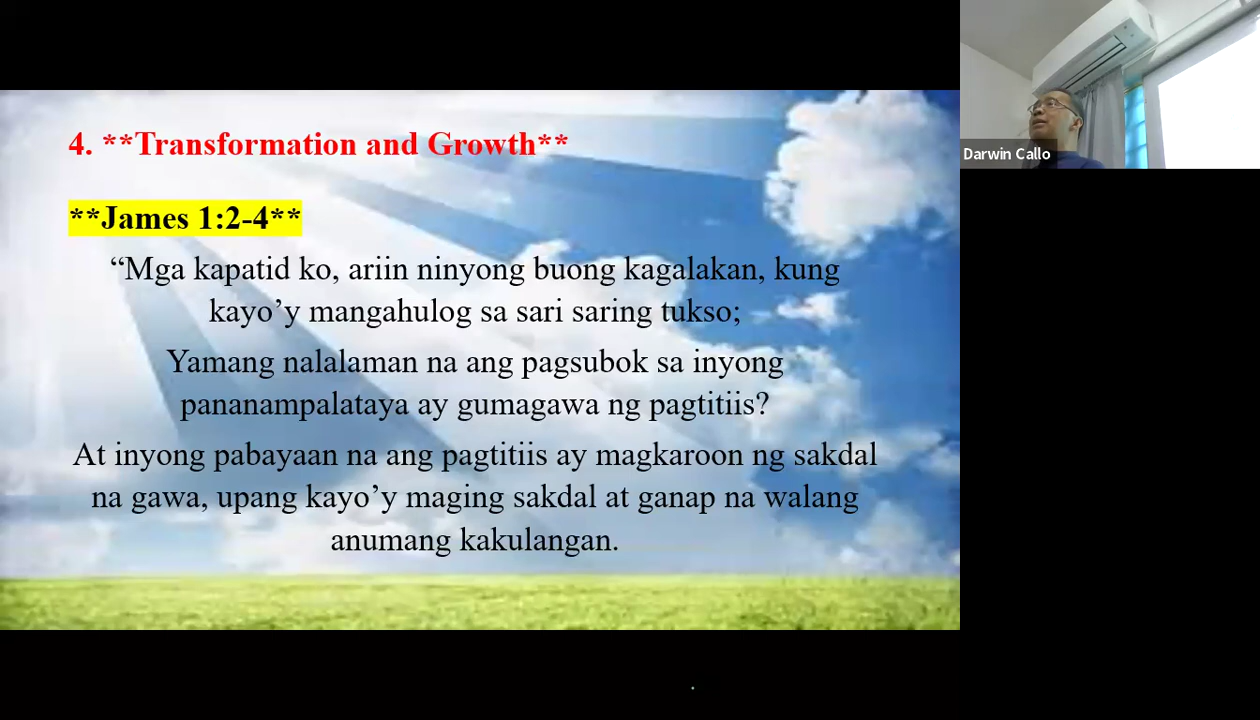 4. **Transformation and Growth**
**James 1:2-4**
“Mga kapatid ko, ariin ninyong buong kagalakan, kung
kayo’y mangahulog sa sari saring tukso;
Yamang nalalaman na ang pagsubok sa inyong
pananampalataya ay gumagawa ng pagtitiis?
At inyong pabayaan na ang pagtitiis ay magkaroon ng sakdal
na gawa, upang kayo’y maging sakdal at ganap na walang
anumang kakulangan.
Darwin Callo